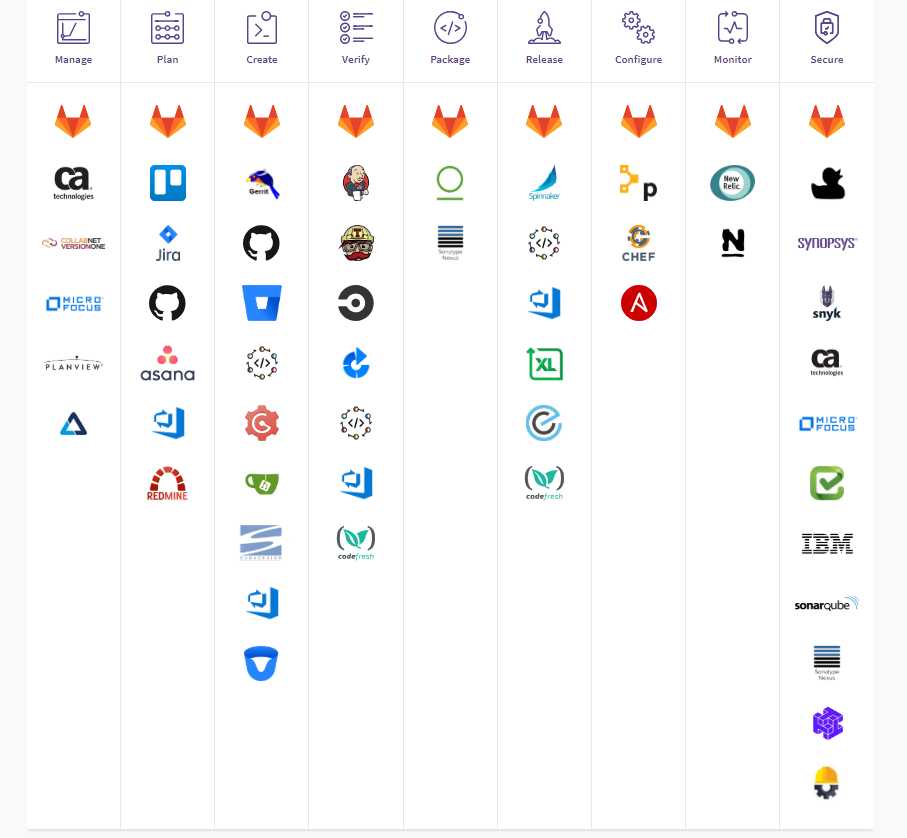 Manage
Plan
Create
Verify
Package
Release
Configure
Monitor
Secure
ca
technologies
Gerrit
Spinnaker
p
New
Relic.
COLLABNET
VERSIONONE
Jira
Sonatype
Nexus
CHEF
N
SYNOPSYS
MICRO
FOCUS
snyk
PLANVIEW
asana
XL
ca
technologies
MICRO
FOCUS
REDMINE
codefresh
codefresh
IBM
sonarqube
Sonatype
Nexus